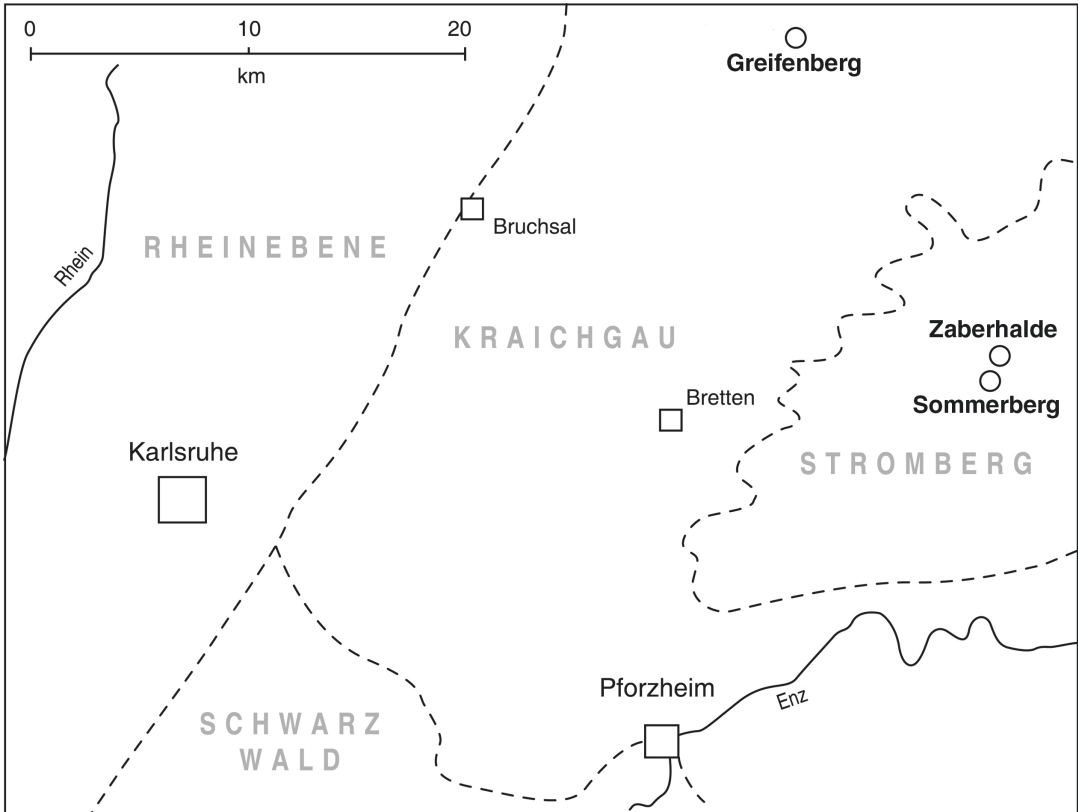 0 10 20
km
Greifenberg
Rhein
RHEINEBENE
Bruchsal
KRAICHGAU
Zaberhalde
Bretten
Sommerberg
Karlsruhe
STROMBERG
Pforzheim
Enz
SCHWARZ
WALD